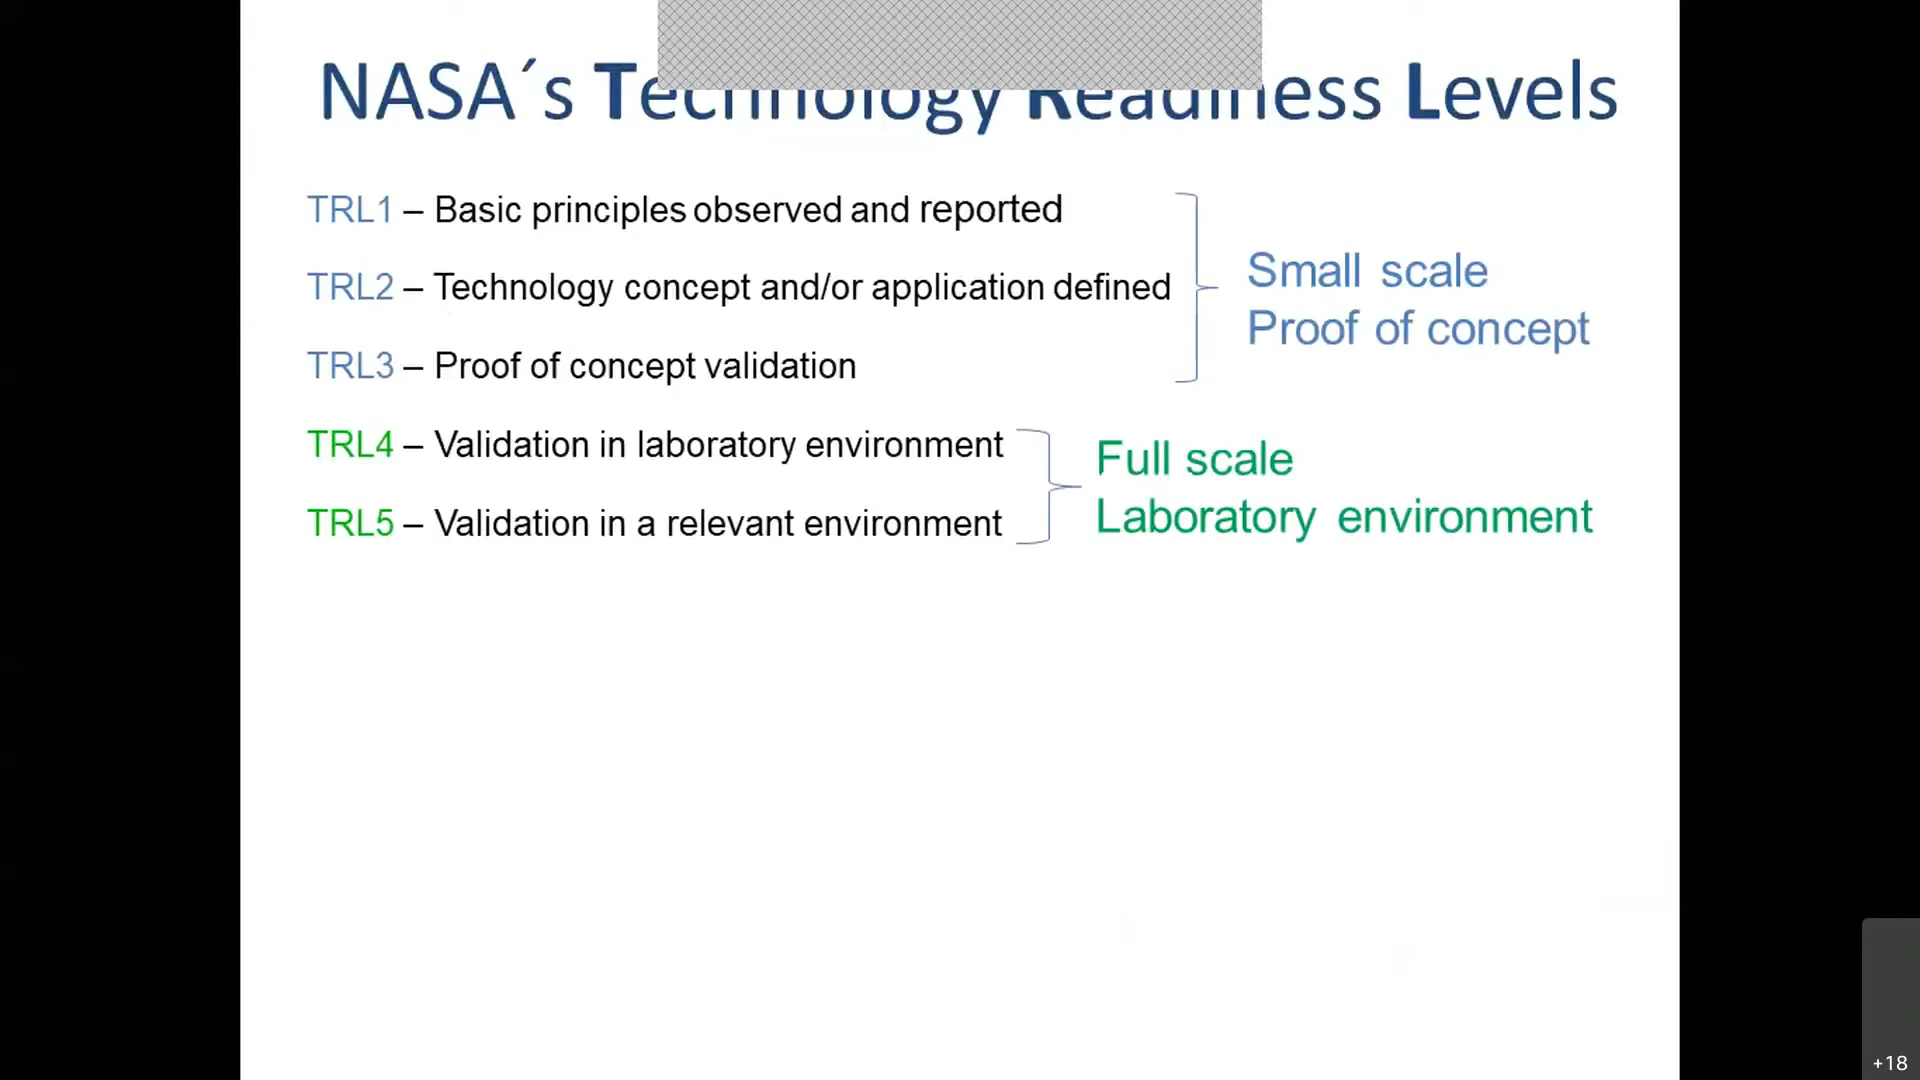 NASA´s Technology Readiness Levels
TRL1 – Basic principles observed and reported
TRL2 – Technology concept and/or application defined
TRL3 – Proof of concept validation
Small scale
Proof of concept
TRL4 – Validation in laboratory environment
TRL5 – Validation in a relevant environment
Full scale
Laboratory environment
+18